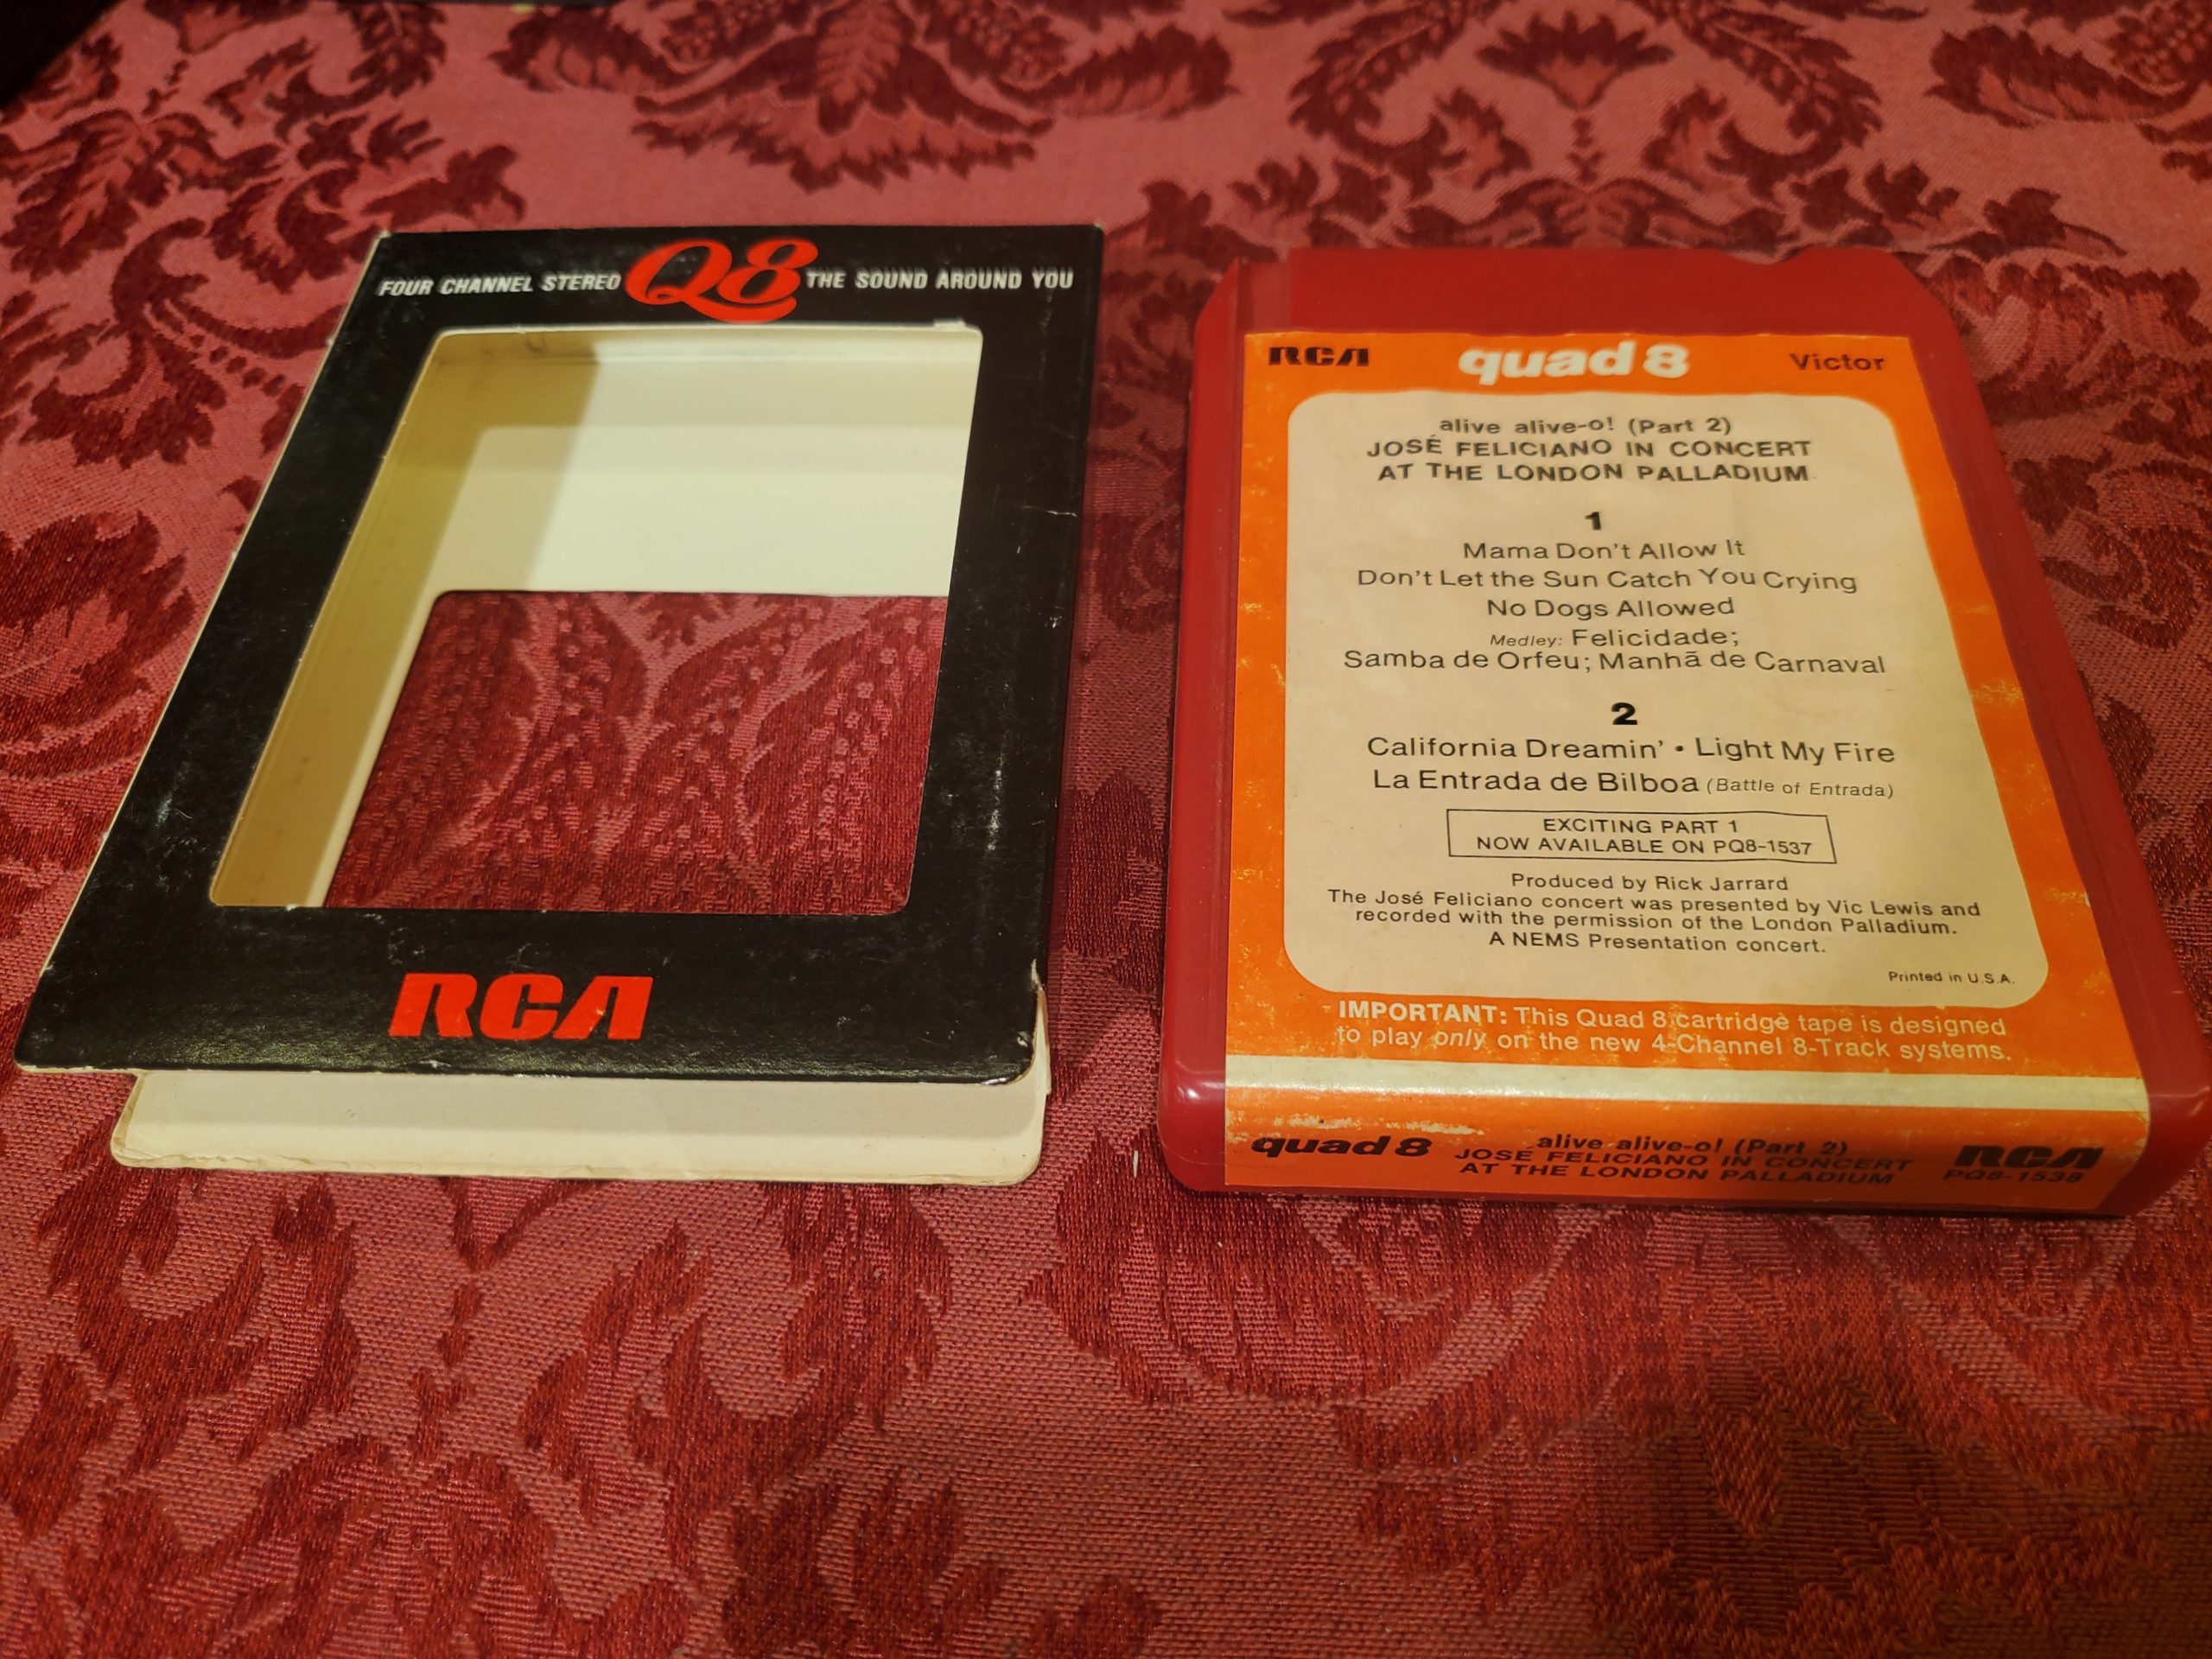 FOUR CHANNEL STEREO Q8 THE SOUND AROUND YOU
RCA
RCA quad 8 Victor
alive alive-o! (Part 2)
JOSÉ FELICIANO IN CONCERT
AT THE LONDON PALLADIUM
1
Mama Don't Allow It
Don't Let the Sun Catch You Crying
No Dogs Allowed
Medley: Felicidade;
Samba de Orfeu; Manhã de Carnaval
2
California Dreamin' • Light My Fire
La Entrada de Bilboa (Battle of Entrada)
EXCITING PART 1
NOW AVAILABLE ON PQ8-1537
Produced by Rick Jarrard
The José Feliciano concert was presented by Vic Lewis and
recorded with the permission of the London Palladium.
A NEMS Presentation concert.
Printed in U.S.A.
IMPORTANT: This Quad 8 cartridge tape is designed
to play only on the new 4-Channel 8-Track systems.
quad 8
alive alive-o! (Part 2)
JOSÉ FELICIANO IN CONCERT
AT THE LONDON PALLADIUM
RCA
PQ8-1538